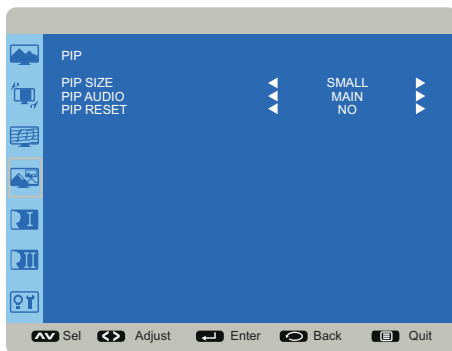 PIP
PIP SIZE SMALL
PIP AUDIO MAIN
PIP RESET NO
Sel Adjust Enter Back Quit